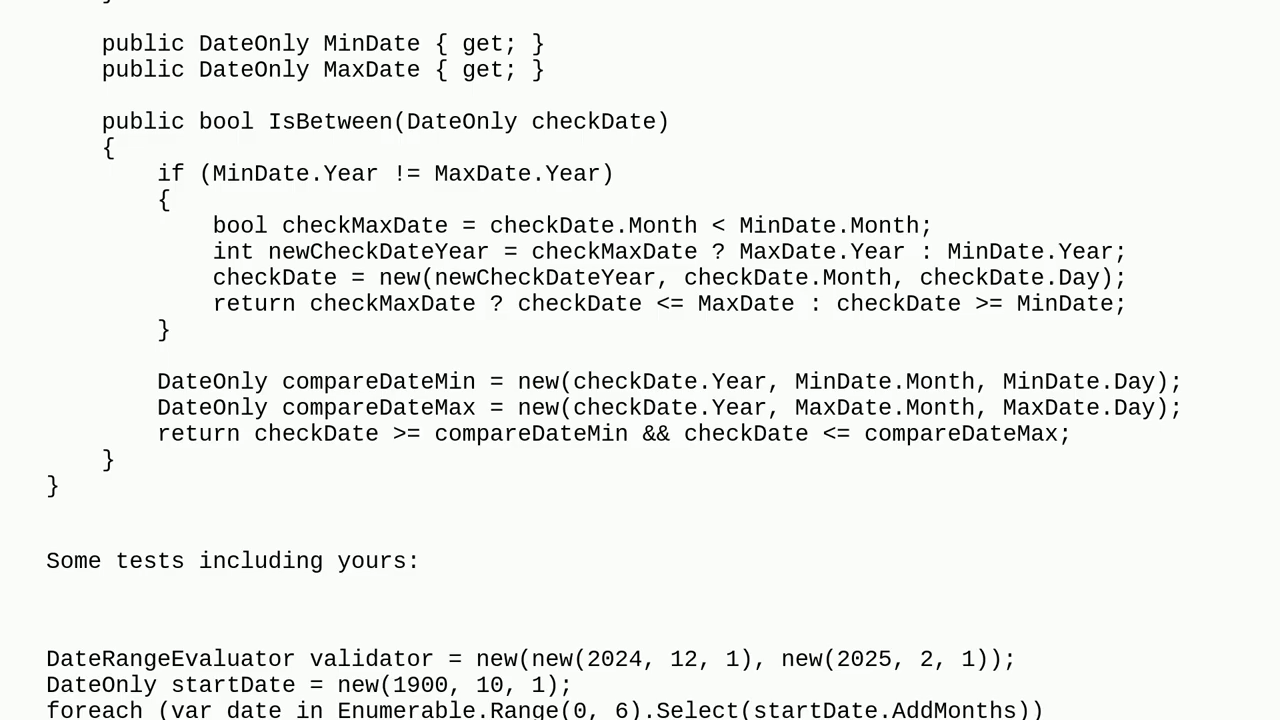 }
public DateOnly MinDate { get; }
public DateOnly MaxDate { get; }
public bool IsBetween(DateOnly checkDate)
{
if (MinDate.Year != MaxDate.Year)
{
bool checkMaxDate = checkDate.Month < MinDate.Month;
int newCheckDateYear = checkMaxDate ? MaxDate.Year : MinDate.Year;
checkDate = new(newCheckDateYear, checkDate.Month, checkDate.Day);
return checkMaxDate ? checkDate <= MaxDate : checkDate >= MinDate;
}
DateOnly compareDateMin = new(checkDate.Year, MinDate.Month, MinDate.Day);
DateOnly compareDateMax = new(checkDate.Year, MaxDate.Month, MaxDate.Day);
return checkDate >= compareDateMin && checkDate <= compareDateMax;
}
}
Some tests including yours:
DateRangeEvaluator validator = new(new(2024, 12, 1), new(2025, 2, 1));
DateOnly startDate = new(1900, 10, 1);
foreach (var date in Enumerable.Range(0, 6).Select(startDate.AddMonths))